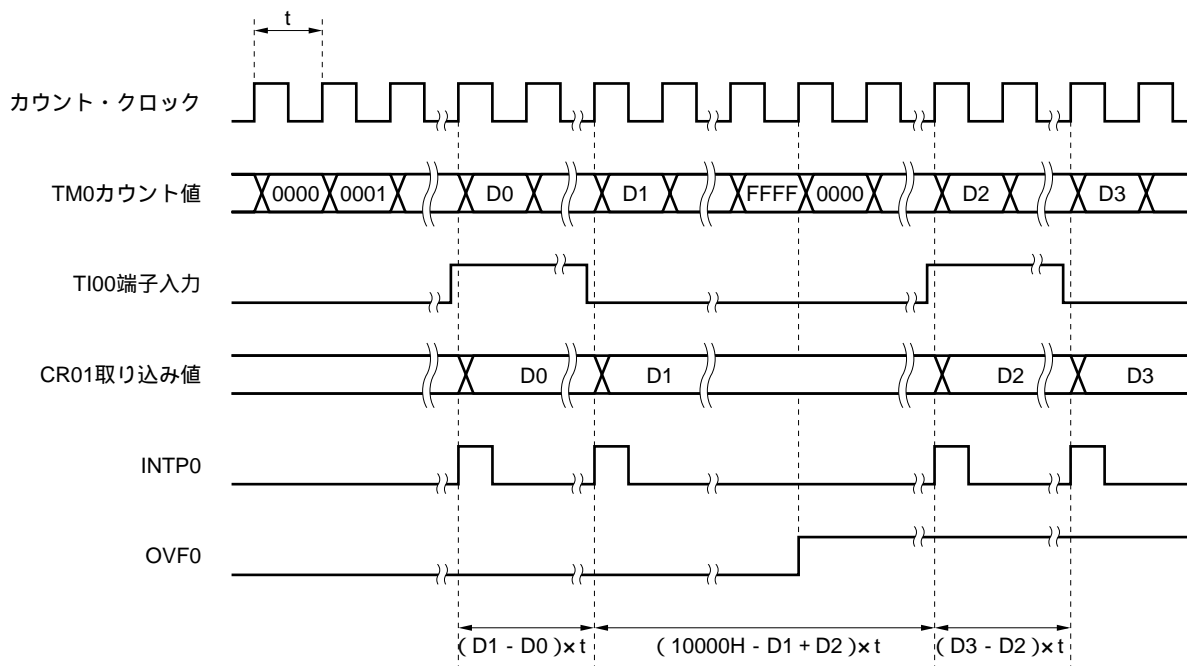 t
カウント・クロック
TM0カウント値
0000 0001 D0 D1 FFFF 0000 D2 D3
TI00端子入力
CR01取り込み値
D0 D1 D2 D3
INTP0
OVF0
( D1 - D0 )×t ( 10000H - D1 + D2 )×t ( D3 - D2 )×t